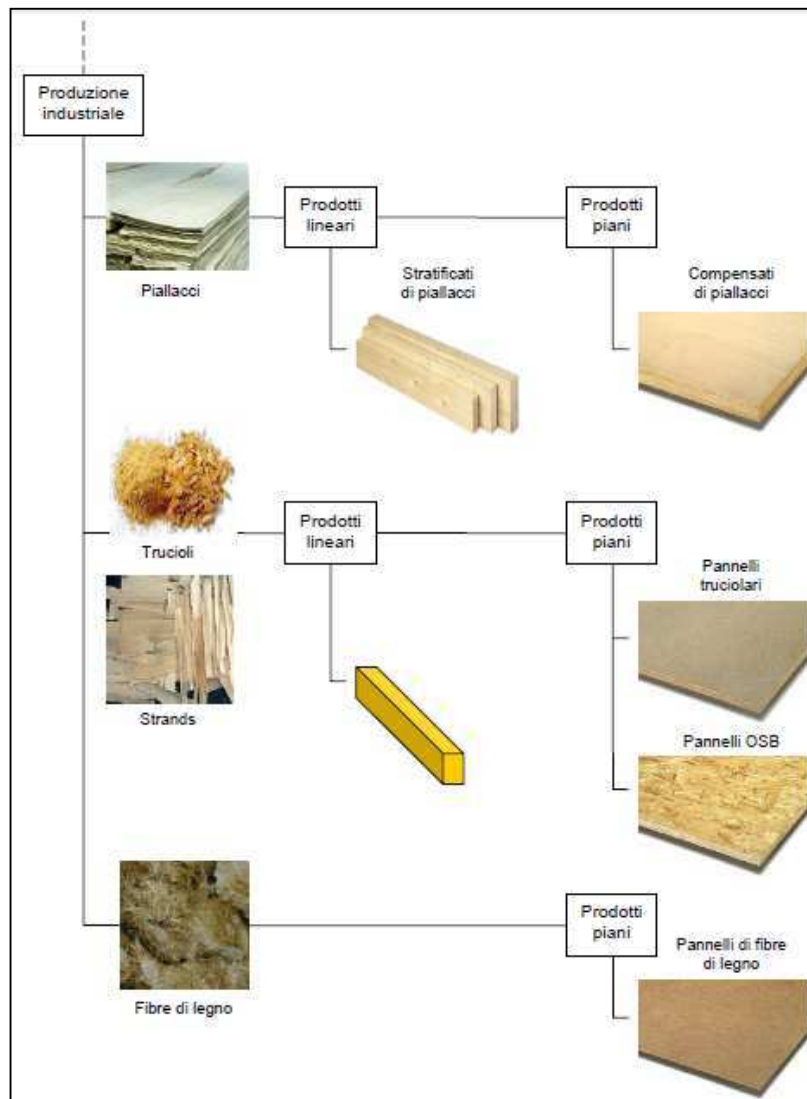 Produzione
industriale
Piallacci
Prodotti
lineari
Prodotti
piani
Stratificati
di piallacci
Compensati
di piallacci
Trucioli
Prodotti
lineari
Prodotti
piani
Strands
Pannelli
truciolari
Pannelli OSB
Fibre di legno
Prodotti
piani
Pannelli di fibre
di legno